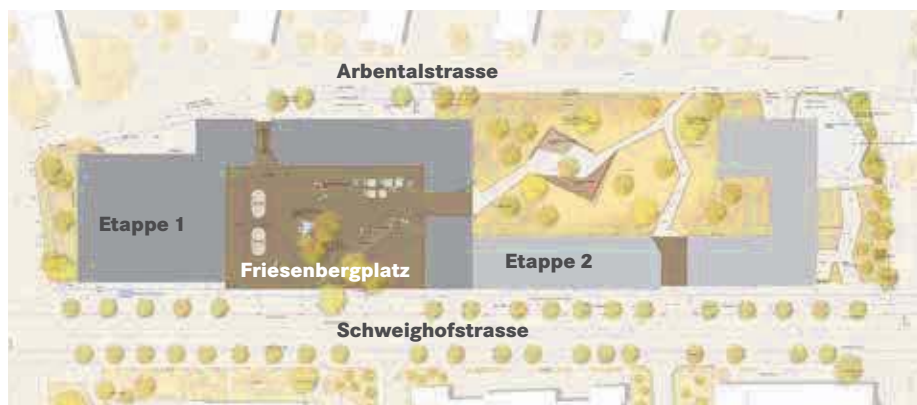 Arbentalstrasse
Etappe 1
Friesenbergplatz
Etappe 2
Schweighofstrasse